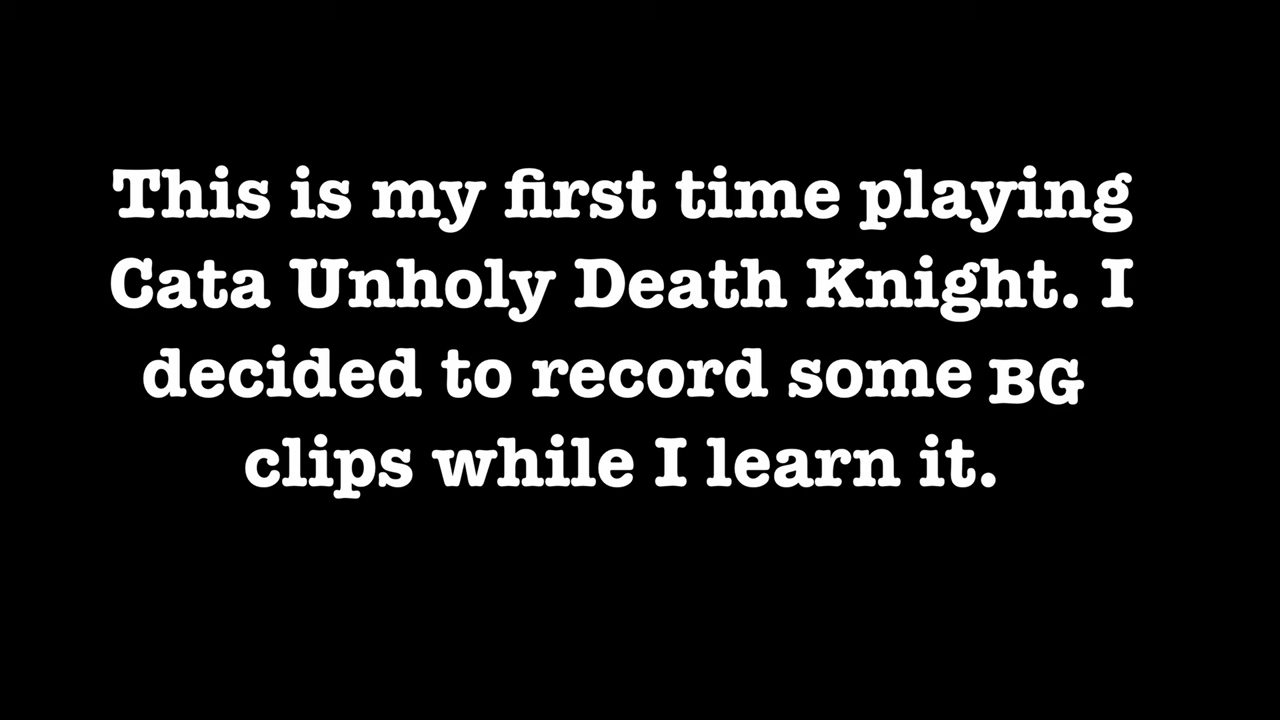 This is my first time playing
Cata Unholy Death Knight. I
decided to record some BG
clips while I learn it.